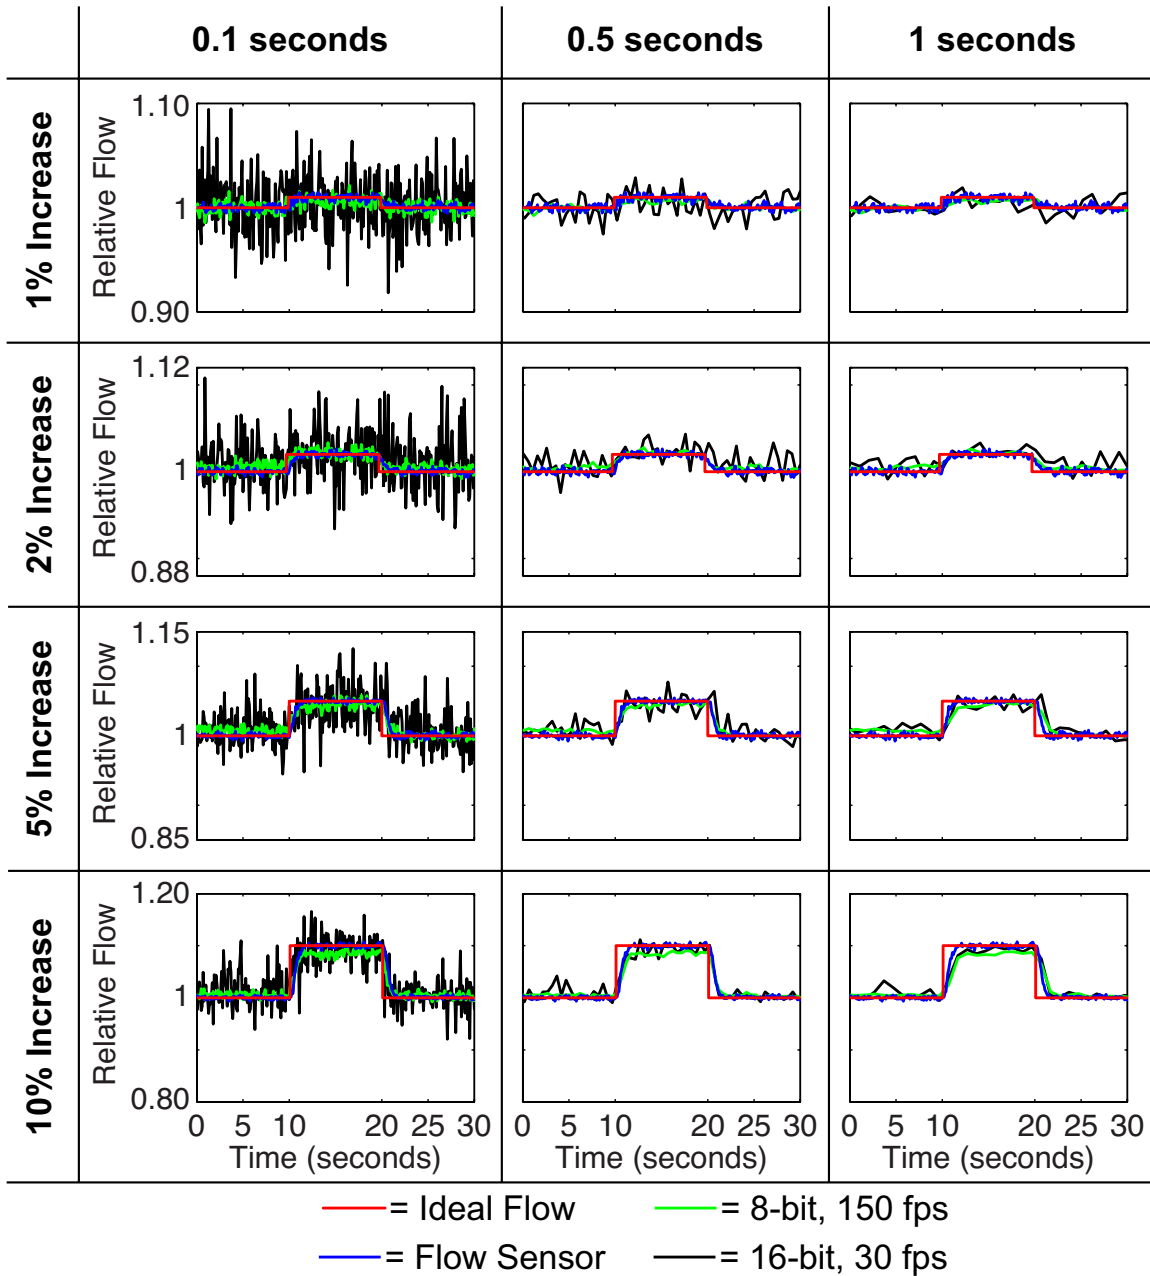 0.1 seconds
0.5 seconds
1 seconds
1% Increase
Relative Flow
1.10
1
0.90
2% Increase
Relative Flow
1.12
1
0.88
5% Increase
Relative Flow
1.15
1
0.85
10% Increase
Relative Flow
1.20
1
0.80
0 5 10 20 25 30
0 5 10 20 25 30
0 5 10 20 25 30
Time (seconds)
Time (seconds)
Time (seconds)
= Ideal Flow
= 8-bit, 150 fps
= Flow Sensor
= 16-bit, 30 fps